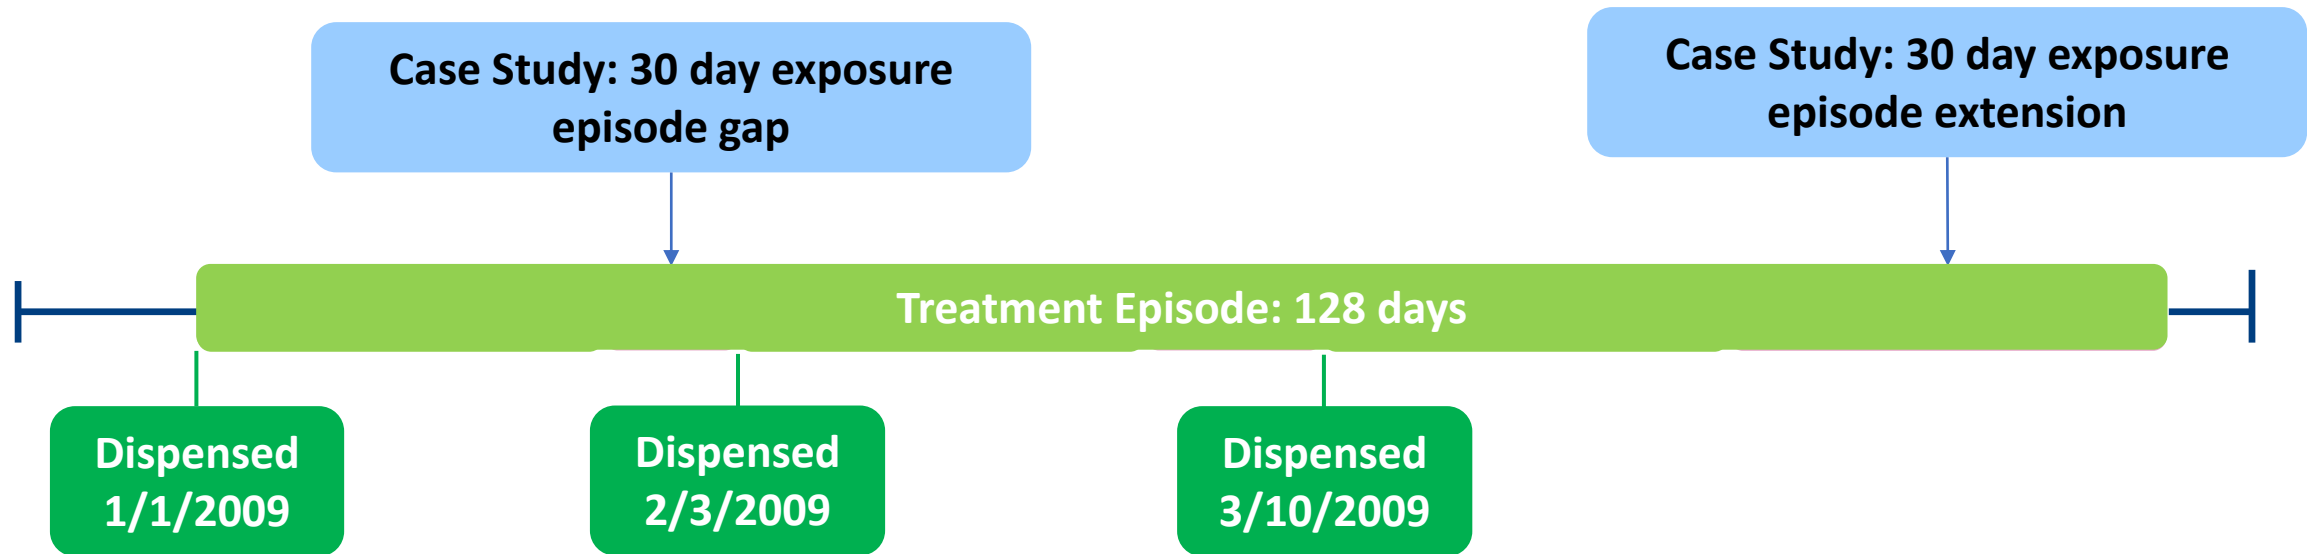 Case Study: 30 day exposure
episode gap
Case Study: 30 day exposure
episode extension
Treatment Episode: 128 days
Dispensed
1/1/2009
Dispensed
2/3/2009
Dispensed
3/10/2009